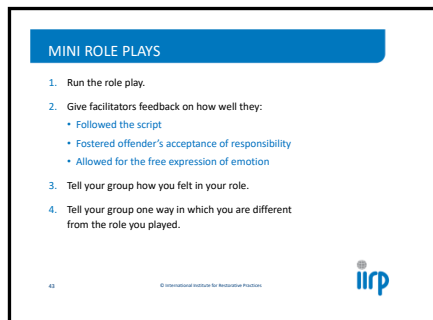 MINI ROLE PLAYS
1. Run the role play.
2. Give facilitators feedback on how well they:
• Followed the script
• Fostered offender's acceptance of responsibility
• Allowed for the free expression of emotion
3. Tell your group how you felt in your role.
4. Tell your group one way in which you are different
from the role you played.
43
© International Institute for Restorative Practices
iirp